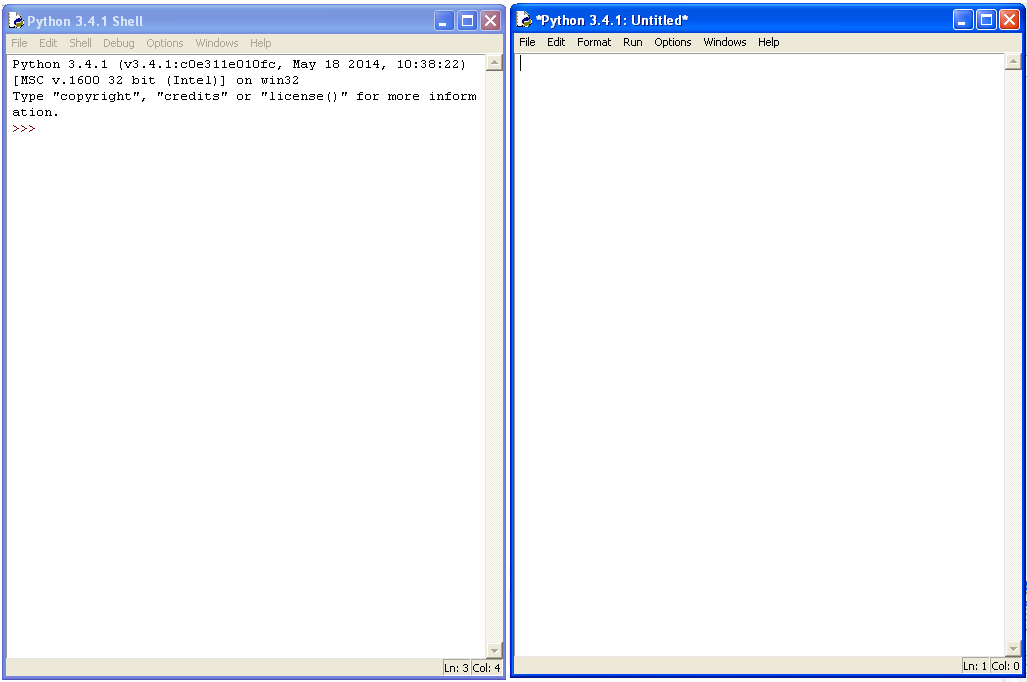 Python 3.4.1 Shell
File Edit Shell Debug Options Windows Help
Python 3.4.1 (v3.4.1:c0e311e010fc, May 18 2014, 10:38:22)
[MSC v.1600 32 bit (Intel)] on win32
Type "copyright", "credits" or "license()" for more inform
ation.
>>>
Ln: 3 Col: 4
*Python 3.4.1: Untitled*
File Edit Format Run Options Windows Help
Ln: 1 Col: 0